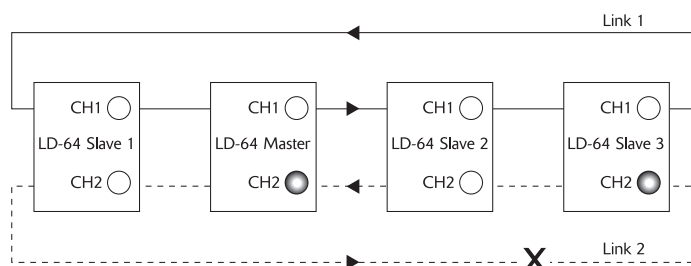 Link 1
CH1 CH1 CH1 CH1
LD-64 Slave 1 LD-64 Master LD-64 Slave 2 LD-64 Slave 3
CH2 CH2 CH2 CH2
X Link 2